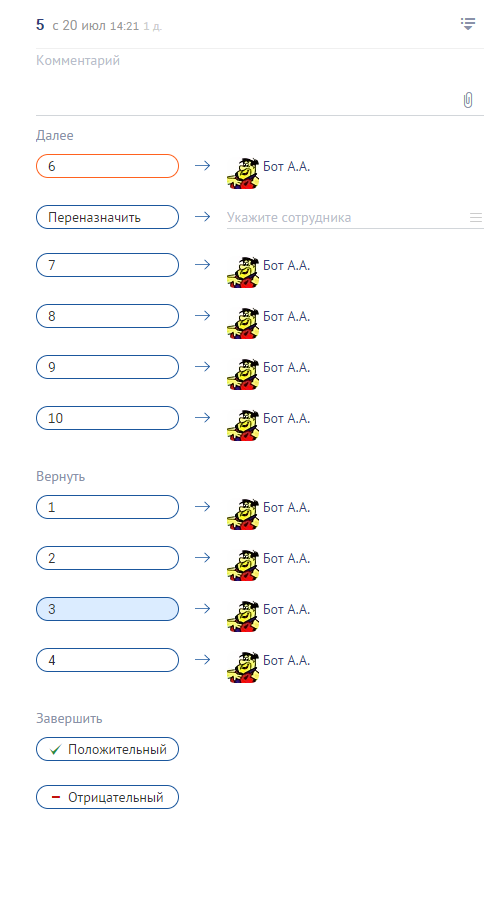 5 с 20 июл 14:21 1 д.
Комментарий
Далее
6 Бот А.А.
Переназначить Укажите сотрудника
7 Бот А.А.
8 Бот А.А.
9 Бот А.А.
10 Бот А.А.
Вернуть
1 Бот А.А.
2 Бот А.А.
3 Бот А.А.
4 Бот А.А.
Завершить
Положительный
Отрицательный